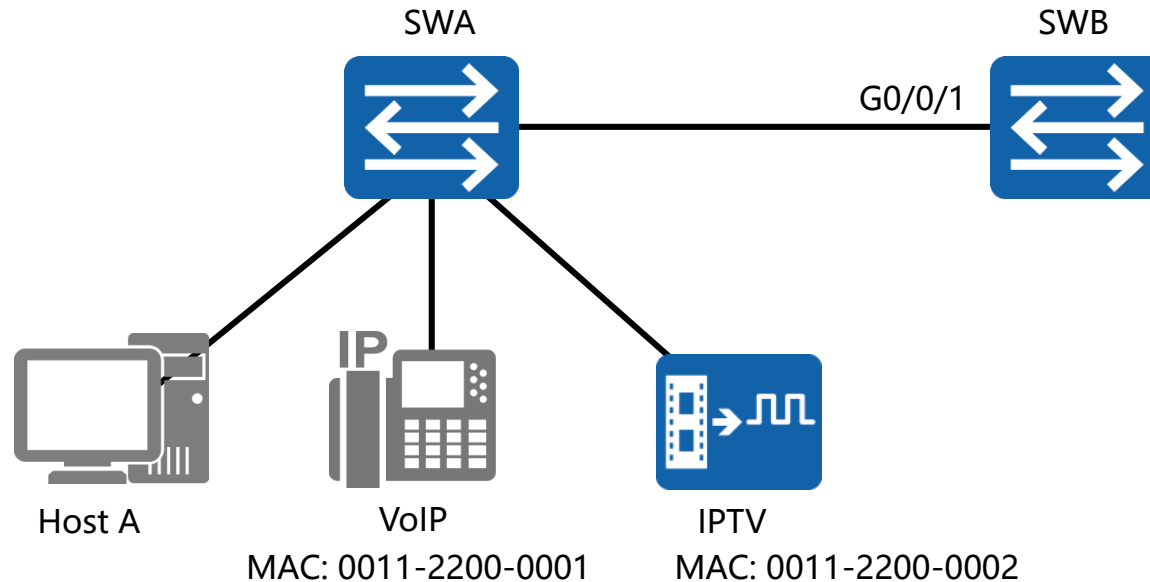 SWA
SWB
G0/0/1
IP
Host A
VoIP
IPTV
MAC: 0011-2200-0001
MAC: 0011-2200-0002